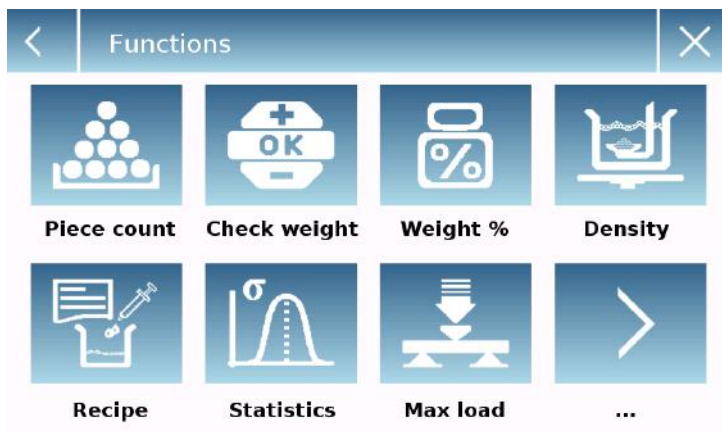 Functions
+
OK
-
%
Piece count Check weight Weight % Density
σ
Recipe Statistics Max load ...